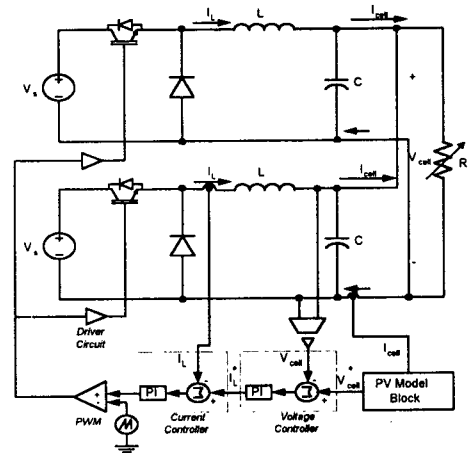 I_L L I_cell
V_s C + V_cell R
I_L L I_cell
V_s C -
Driver
Circuit
I_L V_cell I_cell
PI Σ I_L* PI Σ V_cell* PV Model
Block
+ -
PWM
Current
Controller
Voltage
Controller